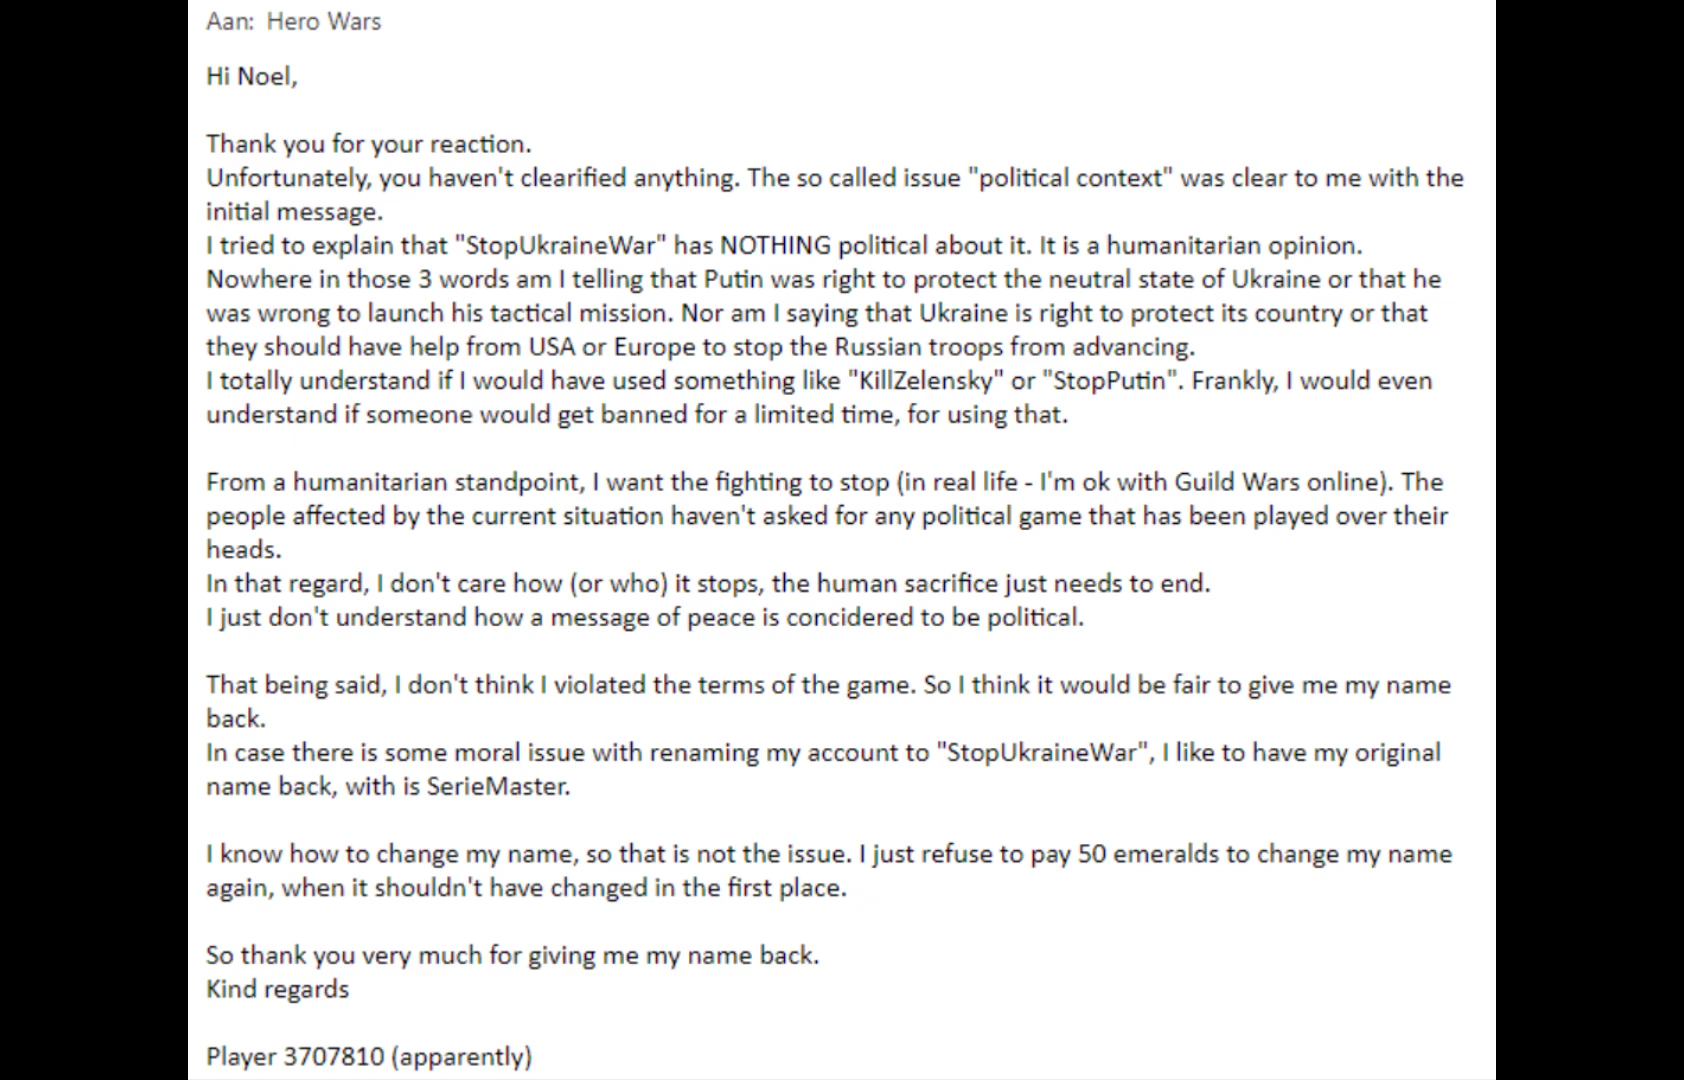 Aan: Hero Wars
Hi Noel,
Thank you for your reaction.
Unfortunately, you haven't clearified anything. The so called issue "political context" was clear to me with the
initial message.
I tried to explain that "StopUkraineWar" has NOTHING political about it. It is a humanitarian opinion.
Nowhere in those 3 words am I telling that Putin was right to protect the neutral state of Ukraine or that he
was wrong to launch his tactical mission. Nor am I saying that Ukraine is right to protect its country or that
they should have help from USA or Europe to stop the Russian troops from advancing.
I totally understand if I would have used something like "KillZelensky" or "StopPutin". Frankly, I would even
understand if someone would get banned for a limited time, for using that.
From a humanitarian standpoint, I want the fighting to stop (in real life - I'm ok with Guild Wars online). The
people affected by the current situation haven't asked for any political game that has been played over their
heads.
In that regard, I don't care how (or who) it stops, the human sacrifice just needs to end.
I just don't understand how a message of peace is concidered to be political.
That being said, I don't think I violated the terms of the game. So I think it would be fair to give me my name
back.
In case there is some moral issue with renaming my account to "StopUkraineWar", I like to have my original
name back, with is SerieMaster.
I know how to change my name, so that is not the issue. I just refuse to pay 50 emeralds to change my name
again, when it shouldn't have changed in the first place.
So thank you very much for giving me my name back.
Kind regards
Player 3707810 (apparently)